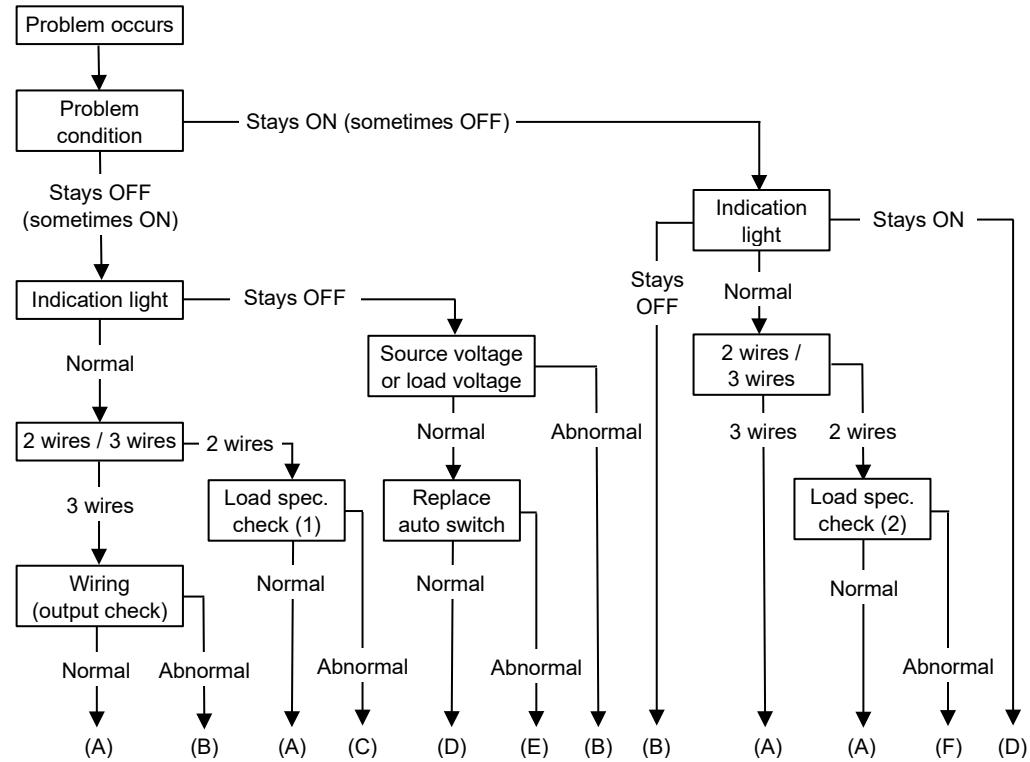 Problem occurs
Problem
condition
Stays ON (sometimes OFF)
Stays OFF
(sometimes ON)
Indication
light
Stays ON
Stays
OFF
Normal
Indication light
Stays OFF
Normal
Source voltage
or load voltage
2 wires /
3 wires
Normal
Abnormal
3 wires
2 wires
2 wires / 3 wires
2 wires
3 wires
Load spec.
check (1)
Replace
auto switch
Load spec.
check (2)
Wiring
(output check)
Normal
Normal
Normal
Normal
Abnormal
Abnormal
Abnormal
Abnormal
(A)
(B)
(A)
(C)
(D)
(E)
(B)
(B)
(A)
(A)
(F)
(D)